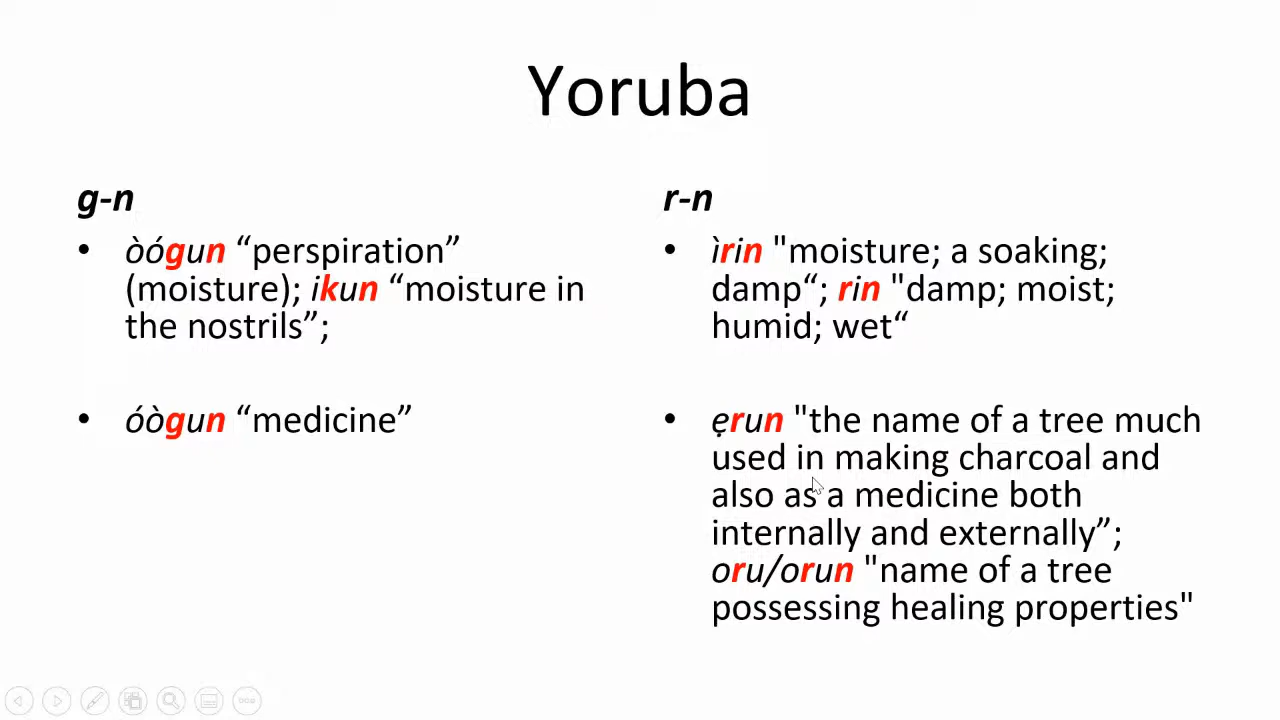 Yoruba
g-n
• òógun “perspiration”
(moisture); ikun “moisture in
the nostrils”;
• óògun “medicine”
r-n
• ìrin "moisture; a soaking;
damp“; rin "damp; moist;
humid; wet“
• ẹrun "the name of a tree much
used in making charcoal and
also as a medicine both
internally and externally”;
oru/orun "name of a tree
possessing healing properties"